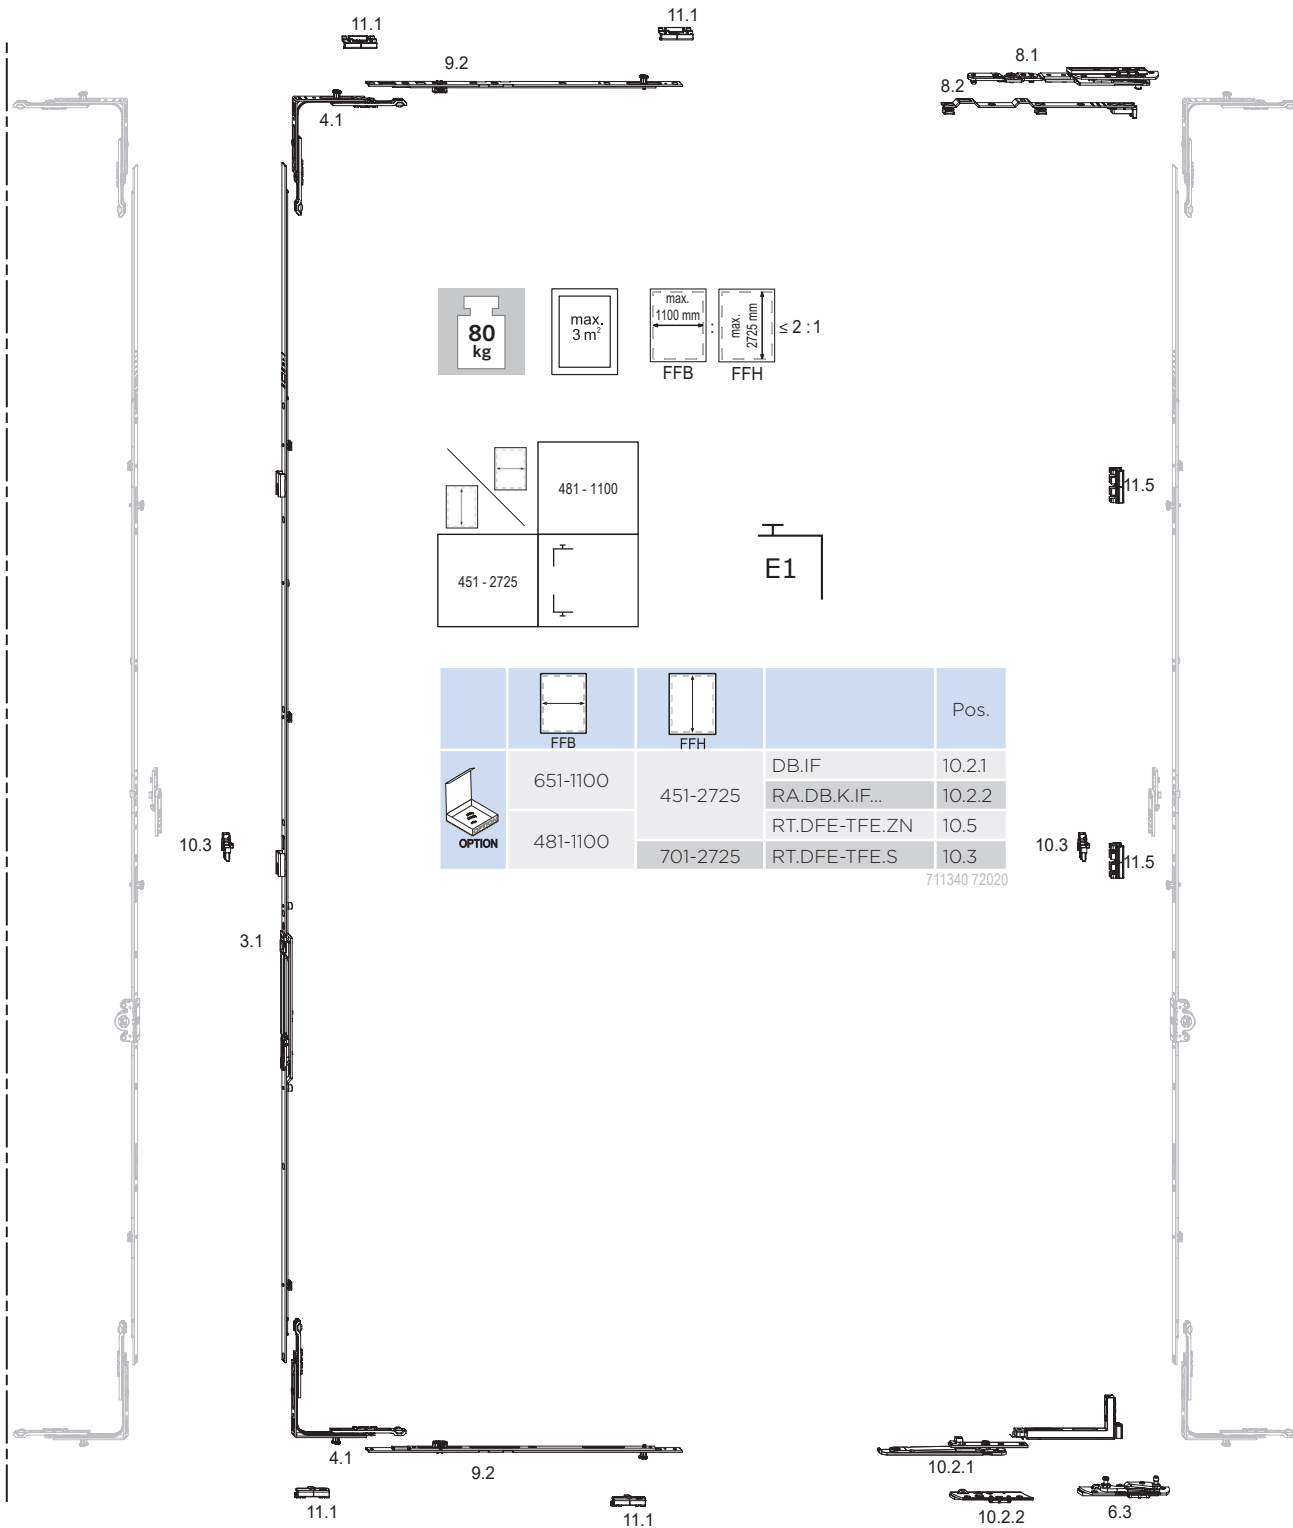 11.1
11.1
9.2
8.1
8.2
4.1
80
kg
max.
3 m²
max.
1100 mm
:
max.
2725 mm
≤ 2 : 1
FFB
FFH
481 - 1100
451 - 2725
E1
11.5
FFB
FFH
Pos.
OPTION
651-1100
451-2725
DB.IF
10.2.1
RA.DB.K.IF...
10.2.2
481-1100
RT.DFE-TFE.ZN
10.5
701-2725
RT.DFE-TFE.S
10.3
711340 72020
10.3
10.3
11.5
3.1
4.1
9.2
10.2.1
11.1
11.1
10.2.2
6.3